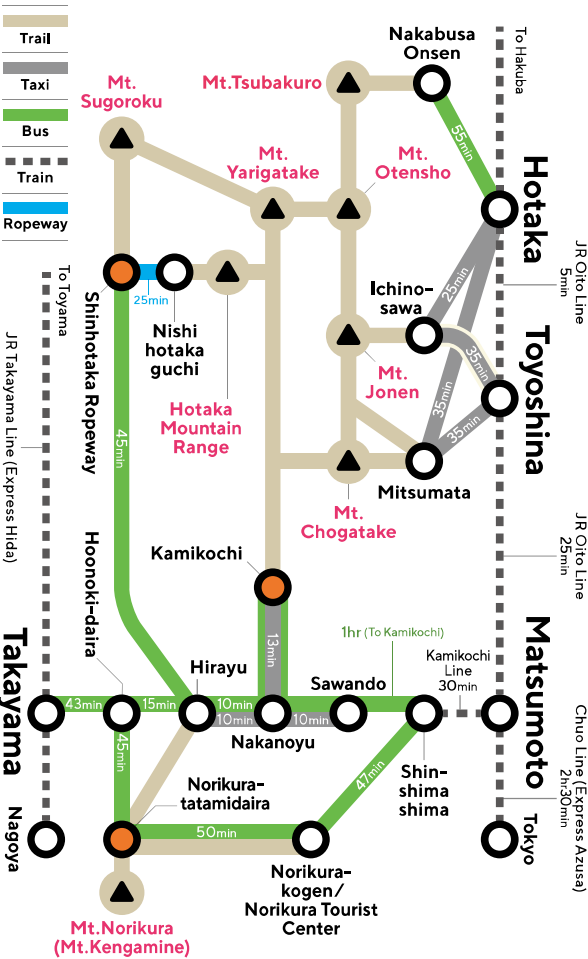 Trail
Taxi
Bus
Train
Ropeway
Nakabusa
Onsen
To Hakuba
Mt.
Sugoroku
Mt.Tsubakuro
55min
Mt.
Yarigatake
Mt.
Otensho
Hotaka
JR Oito Line
5min
To Toyama
25min
Shinhotaka Ropeway
Nishi
hotaka
guchi
Ichino-
sawa
25min
35min
35min
35min
Toyoshina
JR Takayama Line (Express Hida)
Hotaka
Mountain
Range
Mt.
Jonen
45min
Mitsumata
Mt.
Chogatake
JR Oito Line
25min
Hoonoki-daira
Kamikochi
13min
1hr (To Kamikochi)
Kamikochi
Line
30min
Takayama
Matsumoto
Hirayu
Sawando
43min
15min
10min
10min
10min
Nakanoyu
Shin-
shima
shima
Chuo Line (Express Azusa)
2hr30min
45min
47min
Norikura-
tatamidaira
50min
Nagoya
Tokyo
Norikura-
kogen/
Norikura Tourist
Center
Mt.Norikura
(Mt.Kengamine)